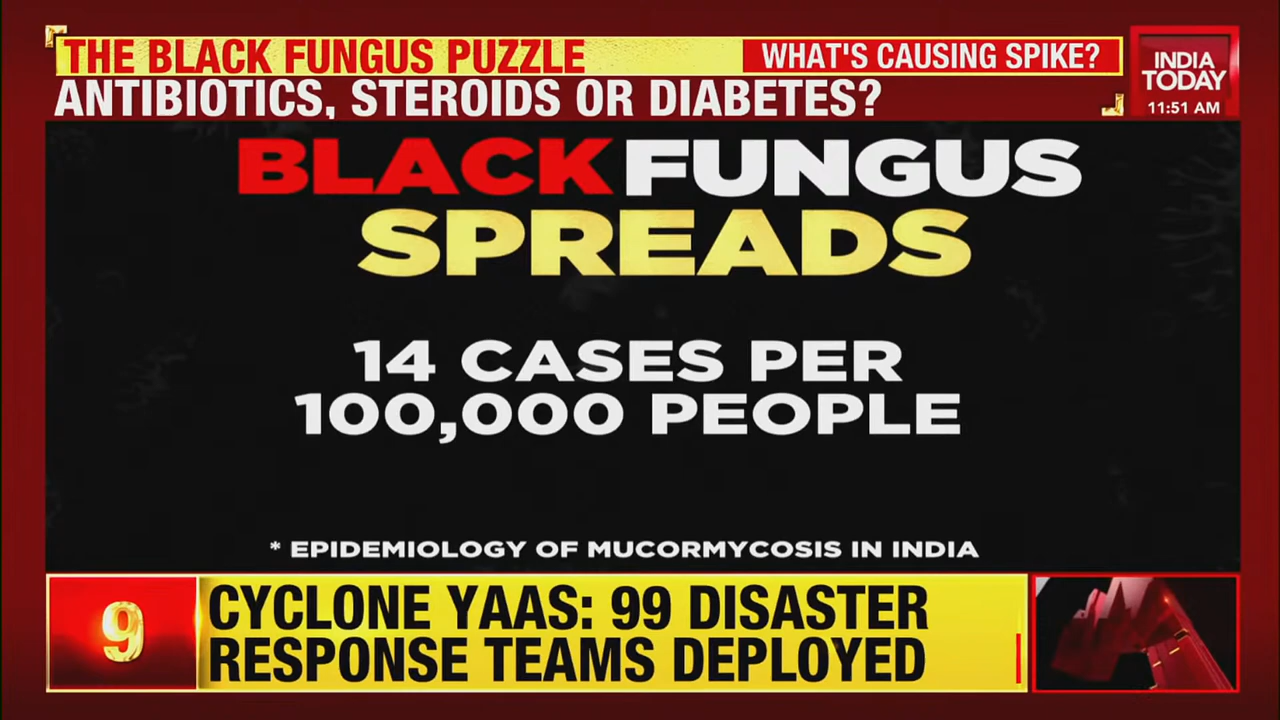 THE BLACK FUNGUS PUZZLE
WHAT'S CAUSING SPIKE?
ANTIBIOTICS, STEROIDS OR DIABETES?
INDIA
TODAY
11:51 AM
BLACK FUNGUS
SPREADS
14 CASES PER
100,000 PEOPLE
* EPIDEMIOLOGY OF MUCORMYCOSIS IN INDIA
9
CYCLONE YAAS: 99 DISASTER
RESPONSE TEAMS DEPLOYED